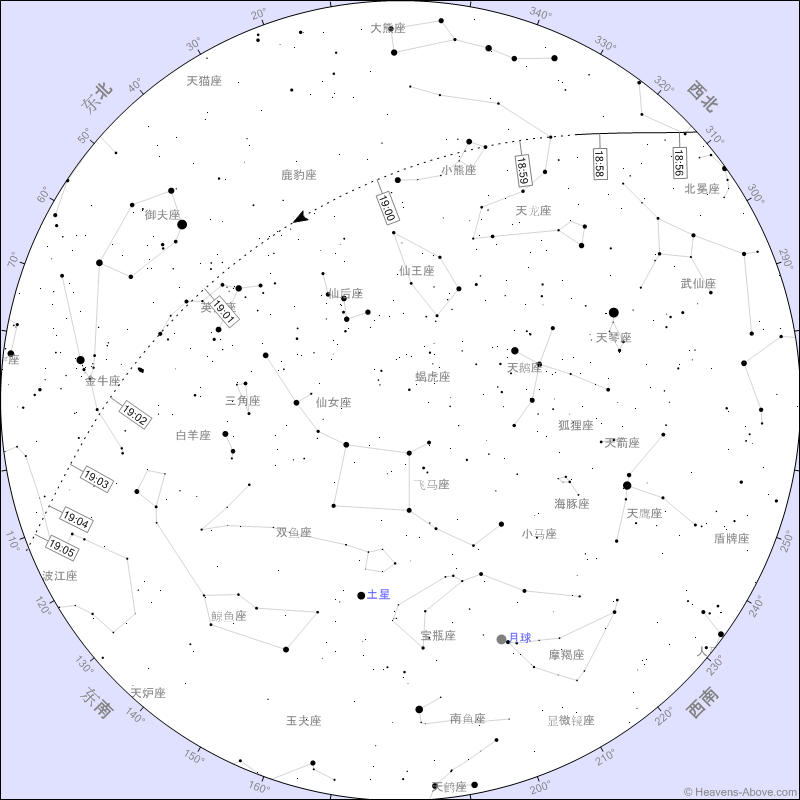 大熊座
20°
340°
30°
330°
天猫座
40°
东北
320°
西北
50°
310°
18:56
18:58
18:59
小熊座
鹿豹座
60°
300°
北冕座
19:00
御夫座
天龙座
70°
290°
仙王座
武仙座
仙后座
19:01
天琴座
座
天鹅座
金牛座
蝎虎座
三角座
仙女座
19:02
狐狸座
白羊座
天箭座
19:03
飞马座
海豚座
19:04
天鹰座
双鱼座
小马座
盾牌座
110°
250°
19:05
波江座
土星
120°
240°
鲸鱼座
宝瓶座
月球
摩羯座
130°
230°
天炉座
东南
西南
140°
玉夫座
南鱼座
显微镜座
220°
150°
210°
160°
天鹤座
200°
© Heavens-Above.com